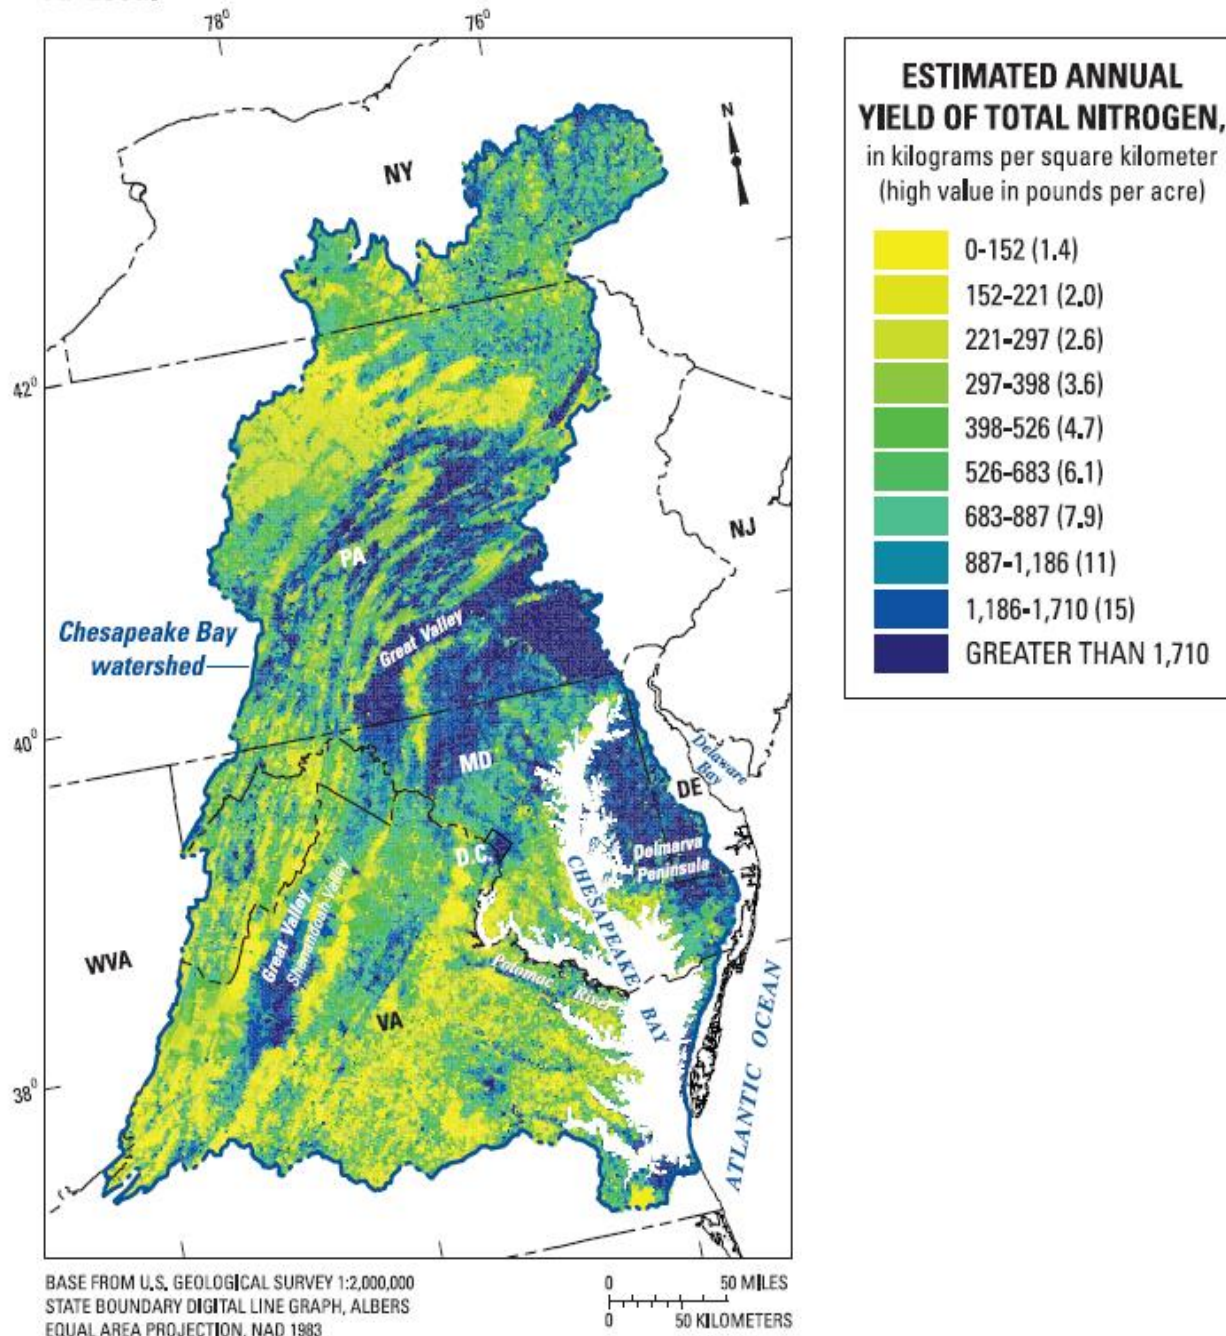 78⁰
76⁰
N
NY
42⁰
NJ
PA
Great Valley
Chesapeake Bay
watershed
40⁰
MD
DE
Delaware
Bay
D.C.
Delmarva
Peninsula
CHESAPEAKE BAY
Great Valley
Shenandoah Valley
WVA
Potomac River
VA
ATLANTIC OCEAN
38⁰
BASE FROM U.S. GEOLOGICAL SURVEY 1:2,000,000
STATE BOUNDARY DIGITAL LINE GRAPH, ALBERS
EQUAL AREA PROJECTION, NAD 1983
0 50 MILES
0 50 KILOMETERS
ESTIMATED ANNUAL
YIELD OF TOTAL NITROGEN,
in kilograms per square kilometer
(high value in pounds per acre)
0-152 (1.4)
152-221 (2.0)
221-297 (2.6)
297-398 (3.6)
398-526 (4.7)
526-683 (6.1)
683-887 (7.9)
887-1,186 (11)
1,186-1,710 (15)
GREATER THAN 1,710